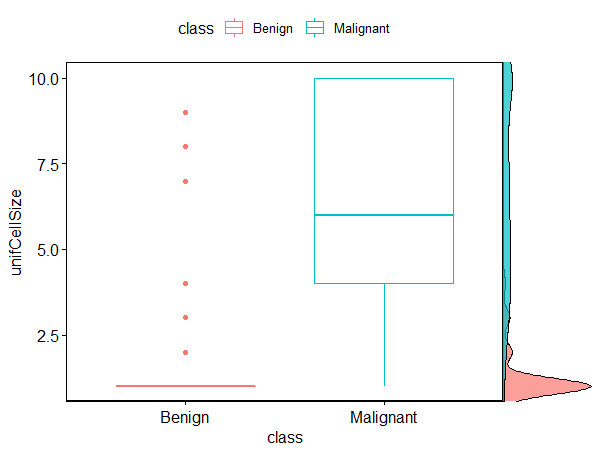 class Benign Malignant
10.0
7.5
5.0
2.5
unifCellSize
Benign Malignant
class